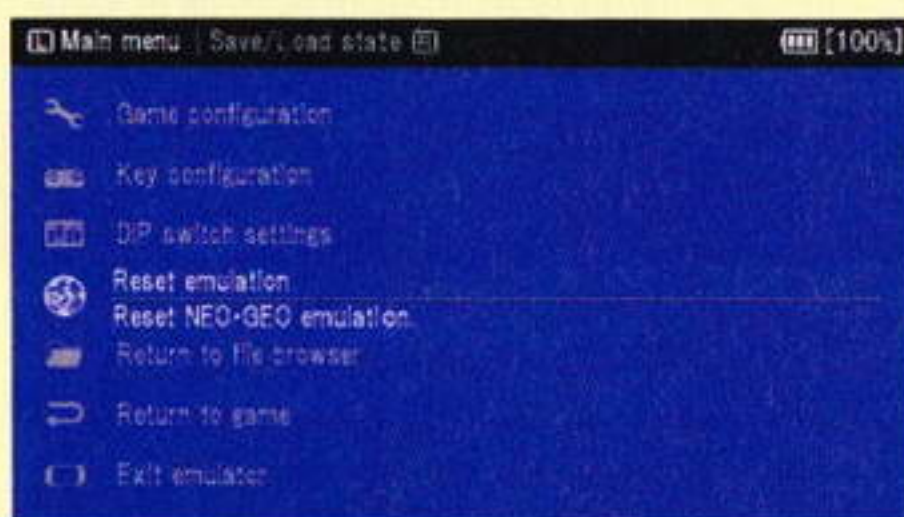 [L] Main menu | Save/Load state [R] [100%]
Game configuration
Key configuration
DIP switch settings
Reset emulation
Reset NEO•GEO emulation.
Return to file browser
Return to game
Exit emulator